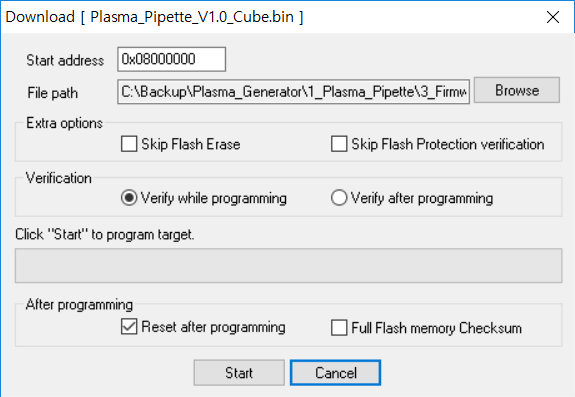 Download [ Plasma_Pipette_V1.0_Cube.bin ]
Start address 0x08000000
File path C:\Backup\Plasma_Generator\1_Plasma_Pipette\3_Firmw Browse
Extra options
Skip Flash Erase Skip Flash Protection verification
Verification
Verify while programming Verify after programming
Click "Start" to program target.
After programming
Reset after programming Full Flash memory Checksum
Start Cancel